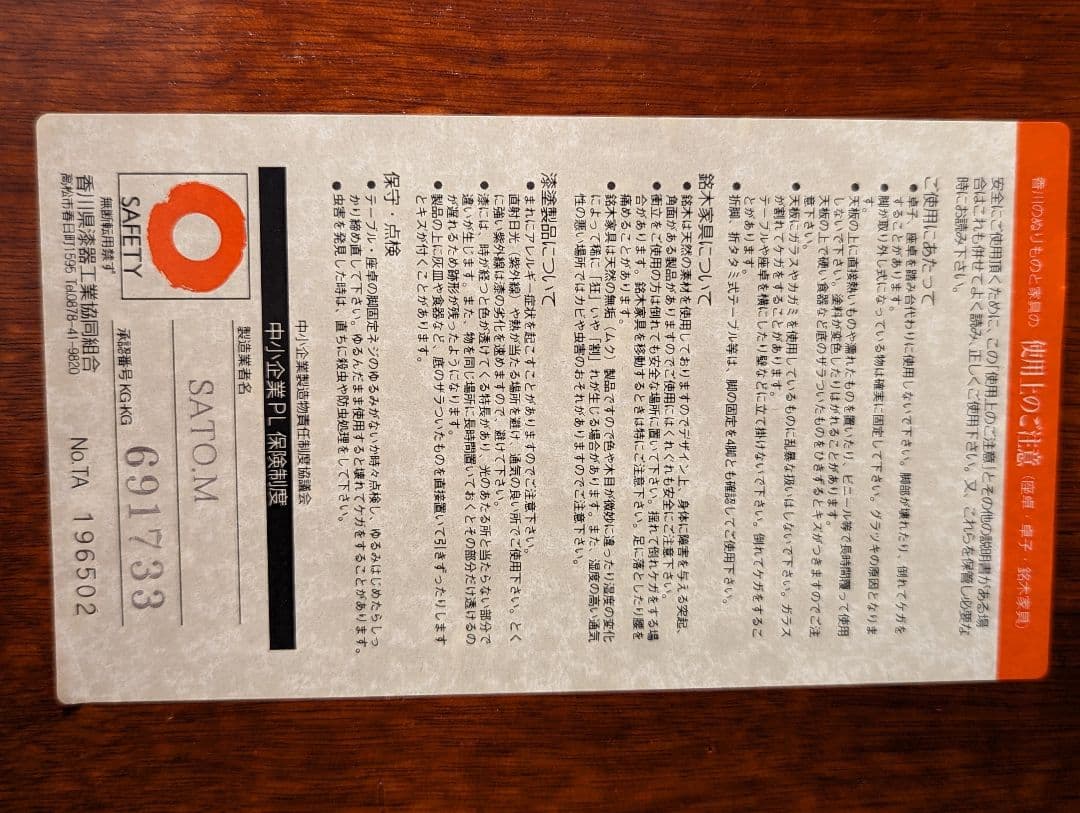 香川のぬりものと家具の 使用上のご注意（座卓・卓子・銘木家具）
安全にご使用頂くために、この「使用上のご注意」とその他の説明書がある場
合はこれも併せてよく読み、正しくご使用下さい。又、これらを保管し必要な
時にお読み下さい。
ご使用にあたって
● 卓子、座卓を踏み台代わりに使用しないで下さい。脚部が壊れたり、倒れてケガを
することがあります。
● 脚が取り外し式になっている物は確実に固定して下さい。グラツキの原因となりま
す。
● 天板の上に直接熱いものや濡れたものを置いたり、ビニール等で長時間覆って使用
しないで下さい。塗料が変色したりはがれることがあります。
天板の上で硬い食器など底のザラついたものをひきずるとキズがつきますのでご注
意下さい。
● 天板にガラスやカガミを使用しているものに乱暴な扱いはしないで下さい。ガラス
が割れてケガをすることがあります。
テーブルや座卓を横にしたり壁などに立て掛けないで下さい。倒れてケガをするこ
とがあります。
● 折脚、折タタミ式テーブル等は、脚の固定を4脚とも確認してご使用下さい。
銘木家具について
● 銘木は天然の素材を使用しておりますのでデザイン上、身体に障害を与える突起、
角面がある製品がありますのでご使用にはくれぐれも安全にご注意下さい。
● 衝立をご使用の方は倒れても安全な場所に置いて下さい。揺れて倒れケガをする場
合があります。銘木家具を移動するときは特にご注意下さい。足に落としたり腰を
痛めることがあります。
● 銘木家具は天然の無垢（ムク）製品ですので色や木目が微妙に違ったり湿度の変化
によって稀に「狂」いや「割」れが生じる場合があります。また、湿度の高い通気
性の悪い場所ではカビや虫害のおそれがありますのでご注意下さい。
漆塗製品について
● まれにアルギー症状を起こすことがありますのでご注意下さい。とく
直射日光（紫外線）や熱が当たる場所を避け、通気の良い所でご使用下さい。
に強い紫外線は漆の劣化を速めますので、避けて下さい。
● 漆には、時が経つと色が透けてくる特長があり、光のあたる所と当たらない部分で
違いが生じます。また、物を同じ場所に長時間置いておくとその部分だけ透けるの
が遅れるため跡形が残ったようになります。
● 製品の上に灰皿や食器など、底のザラついたものを直接置いて引きずったりします
とキズが付くことがあります。
保守・点検
● テーブル・座卓の脚固定ネジのゆるみがないか時々点検し、ゆるみはじめたらしっ
かり締め直して下さい。ゆるんだまま使用すると壊れてケガをすることがあります。
● 虫害を発見した時は、直ちに殺虫や防虫処理をして下さい。
中小企業製造物責任制度協議会
中小企業PL保険制度
SAFETY
製造業者名
SATO.M
無断転用禁ず
承認番号KG-KG 691733
香川県漆器工業協同組合
高松市春日町1595 Tel.0878-41-9820
No.TA 196502